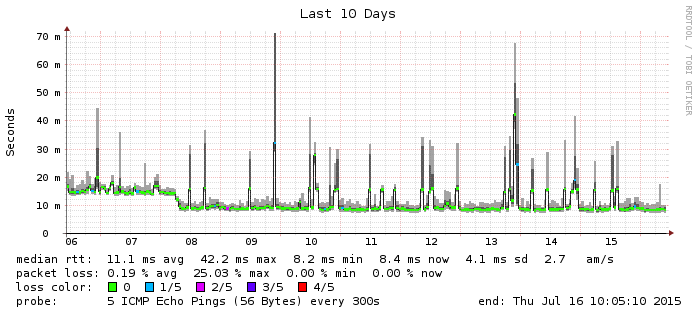 Last 10 Days
RRDTOOL / TOBI OETIKER
Seconds
70 m
60 m
50 m
40 m
30 m
20 m
10 m
0
06 07 08 09 10 11 12 13 14 15
median rtt: 11.1 ms avg 42.2 ms max 8.2 ms min 8.4 ms now 4.1 ms sd 2.7 am/s
packet loss: 0.19 % avg 25.03 % max 0.00 % min 0.00 % now
loss color: 0 1/5 2/5 3/5 4/5
probe: 5 ICMP Echo Pings (56 Bytes) every 300s end: Thu Jul 16 10:05:10 2015